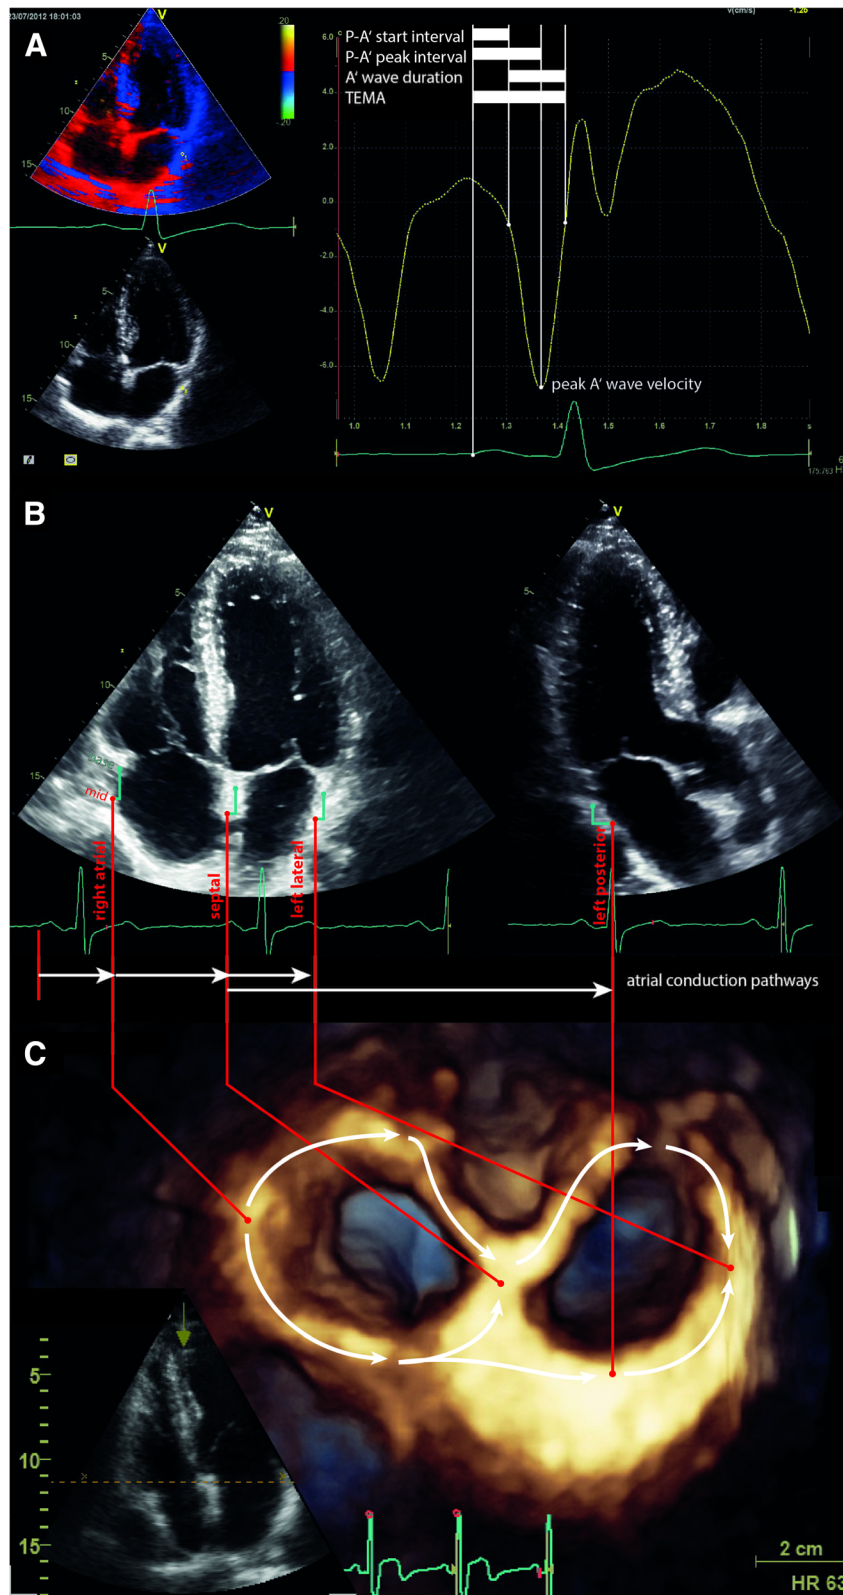 23/07/2012 18:01:03
V
20
-20
A
5
10
15
V
5
10
15
v(cm/s)
-1.26
P-A' start interval
P-A' peak interval
A' wave duration
TEMA
6.0
4.0
2.0
0.0
-2.0
-4.0
-6.0
peak A' wave velocity
1.0 1.1 1.2 1.3 1.4 1.5 1.6 1.7 1.8 s
B
V
5
10
15
base
mid
right atrial
septal
left lateral
V
5
left posterior
atrial conduction pathways
C
5
10
15
2 cm
HR 63